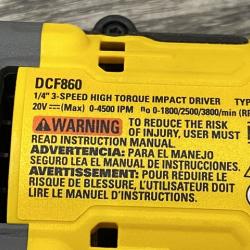 DCF860
1/4" 3-SPEED HIGH TORQUE IMPACT DRIVER TYP
20V ⎓ (Max) 0-4500 IPM n₀ 0-1800/2500/3800/min (R
WARNING TO REDUCE THE RISK
OF INJURY, USER MUST
READ INSTRUCTION MANUAL.
ADVERTENCIA: PARA EL MANEJO
SEGURO LEA EL MANUAL DE INSTRUCCIONES.
AVERTISSEMENT: POUR RÉDUIRE LE
RISQUE DE BLESSURE, L'UTILISATEUR DOIT
LIRE LE MANUEL D'INSTRUCTIONS.